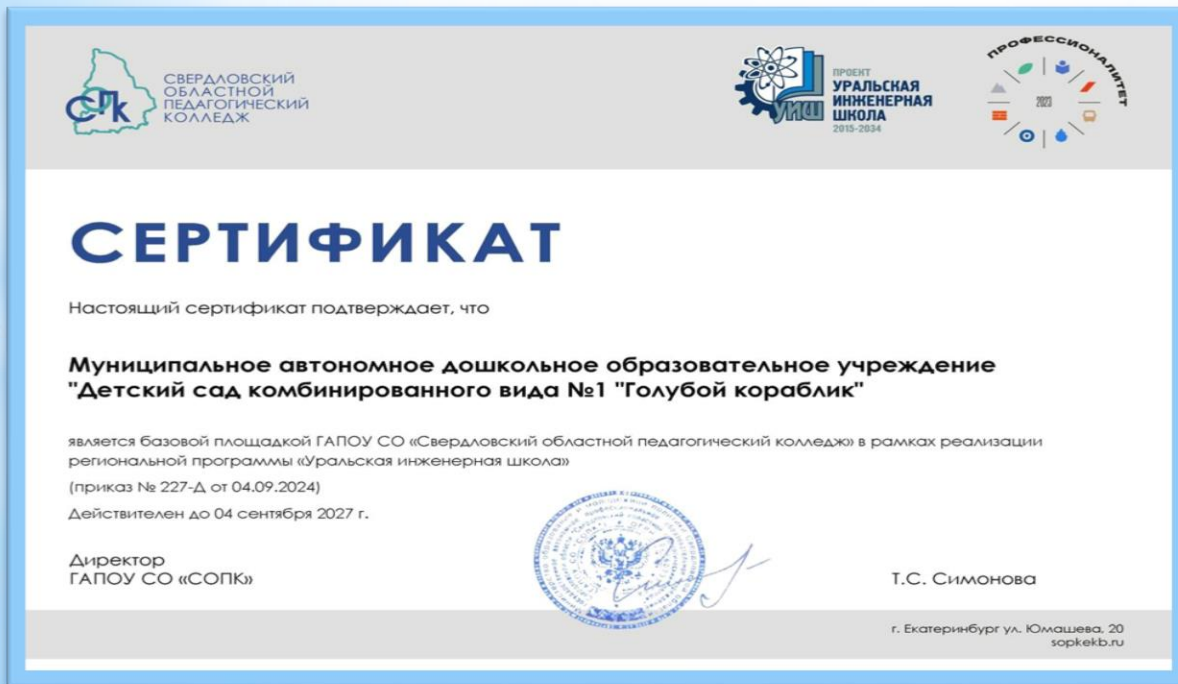 СВЕРДЛОВСКИЙ
ОБЛАСТНОЙ
ПЕДАГОГИЧЕСКИЙ
КОЛЛЕДЖ
СПК
УИШ
ПРОЕКТ
УРАЛЬСКАЯ
ИНЖЕНЕРНАЯ
ШКОЛА
2015-2034
ПРОФЕССИОНАЛИТЕТ
2023
СЕРТИФИКАТ
Настоящий сертификат подтверждает, что
Муниципальное автономное дошкольное образовательное учреждение
"Детский сад комбинированного вида №1 "Голубой кораблик"
является базовой площадкой ГАПОУ СО «Свердловский областной педагогический колледж» в рамках реализации
региональной программы «Уральская инженерная школа»
(приказ № 227-Д от 04.09.2024)
Действителен до 04 сентября 2027 г.
Директор
ГАПОУ СО «СОПК»
Т.С. Симонова
г. Екатеринбург ул. Юмашева, 20
sopkekb.ru